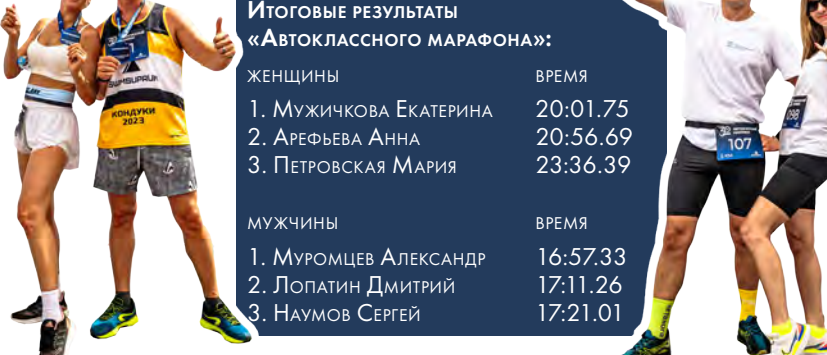 Итоговые результаты
«Автоклассного марафона»:
женщины время
1. Мужичкова Екатерина 20:01.75
2. Арефьева Анна 20:56.69
3. Петровская Мария 23:36.39
мужчины время
1. Муромцев Александр 16:57.33
2. Лопатин Дмитрий 17:11.26
3. Наумов Сергей 17:21.01
SWIMSUPRUN
КОНДУКИ
2023
107